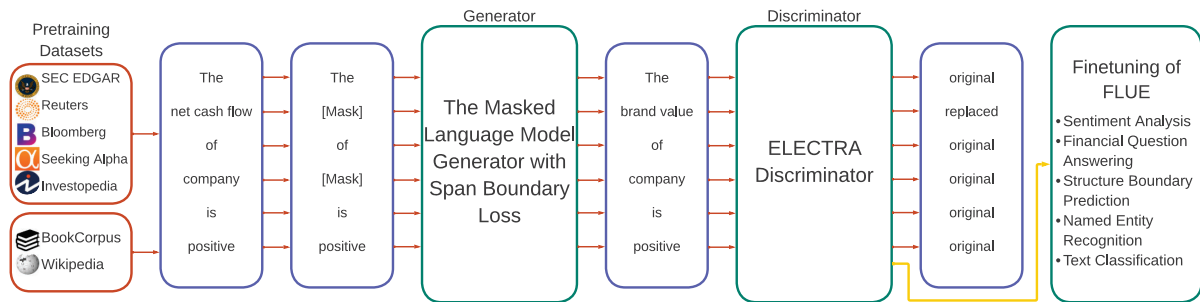 Pretraining
Datasets
SEC EDGAR
Reuters
Bloomberg
Seeking Alpha
Investopedia
BookCorpus
Wikipedia
The
net cash flow
of
company
is
positive
The
[Mask]
of
[Mask]
is
positive
Generator
The Masked
Language Model
Generator with
Span Boundary
Loss
The
brand value
of
company
is
positive
Discriminator
ELECTRA
Discriminator
original
replaced
original
original
original
original
Finetuning of
FLUE
•Sentiment Analysis
•Financial Question
Answering
•Structure Boundary
Prediction
•Named Entity
Recognition
•Text Classification